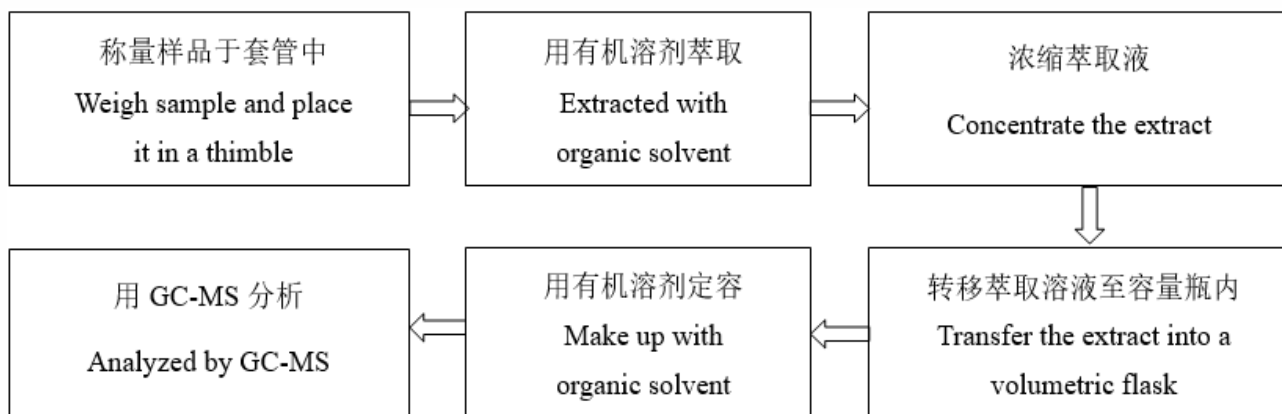 称量样品于套管中
Weigh sample and place
it in a thimble
用有机溶剂萃取
Extracted with
organic solvent
浓缩萃取液
Concentrate the extract
转移萃取溶液至容量瓶内
Transfer the extract into a
volumetric flask
用有机溶剂定容
Make up with
organic solvent
用 GC-MS 分析
Analyzed by GC-MS